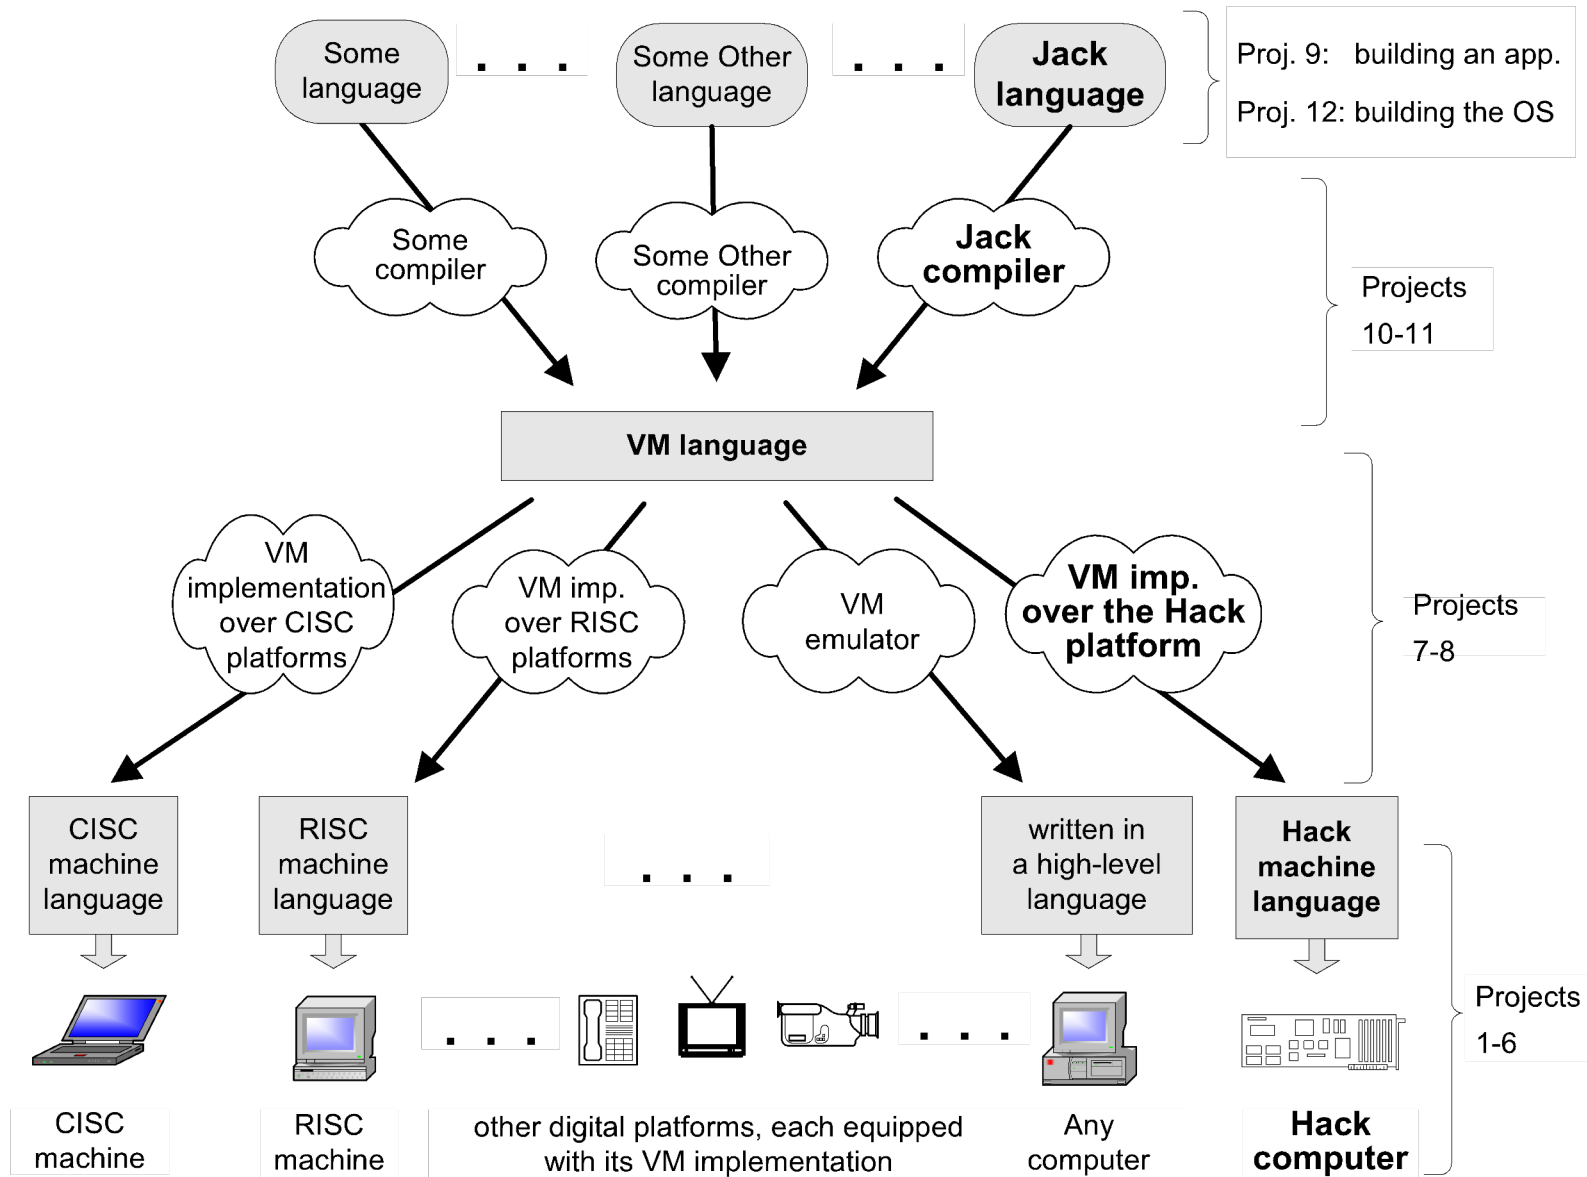 Some
language
. . .
Some Other
language
. . .
Jack
language
Proj. 9: building an app.
Proj. 12: building the OS
Some
compiler
Some Other
compiler
Jack
compiler
Projects
10-11
VM language
VM
implementation
over CISC
platforms
VM imp.
over RISC
platforms
VM
emulator
VM imp.
over the Hack
platform
Projects
7-8
CISC
machine
language
RISC
machine
language
. . .
written in
a high-level
language
Hack
machine
language
. . .
. . .
Projects
1-6
CISC
machine
RISC
machine
other digital platforms, each equipped
with its VM implementation
Any
computer
Hack
computer